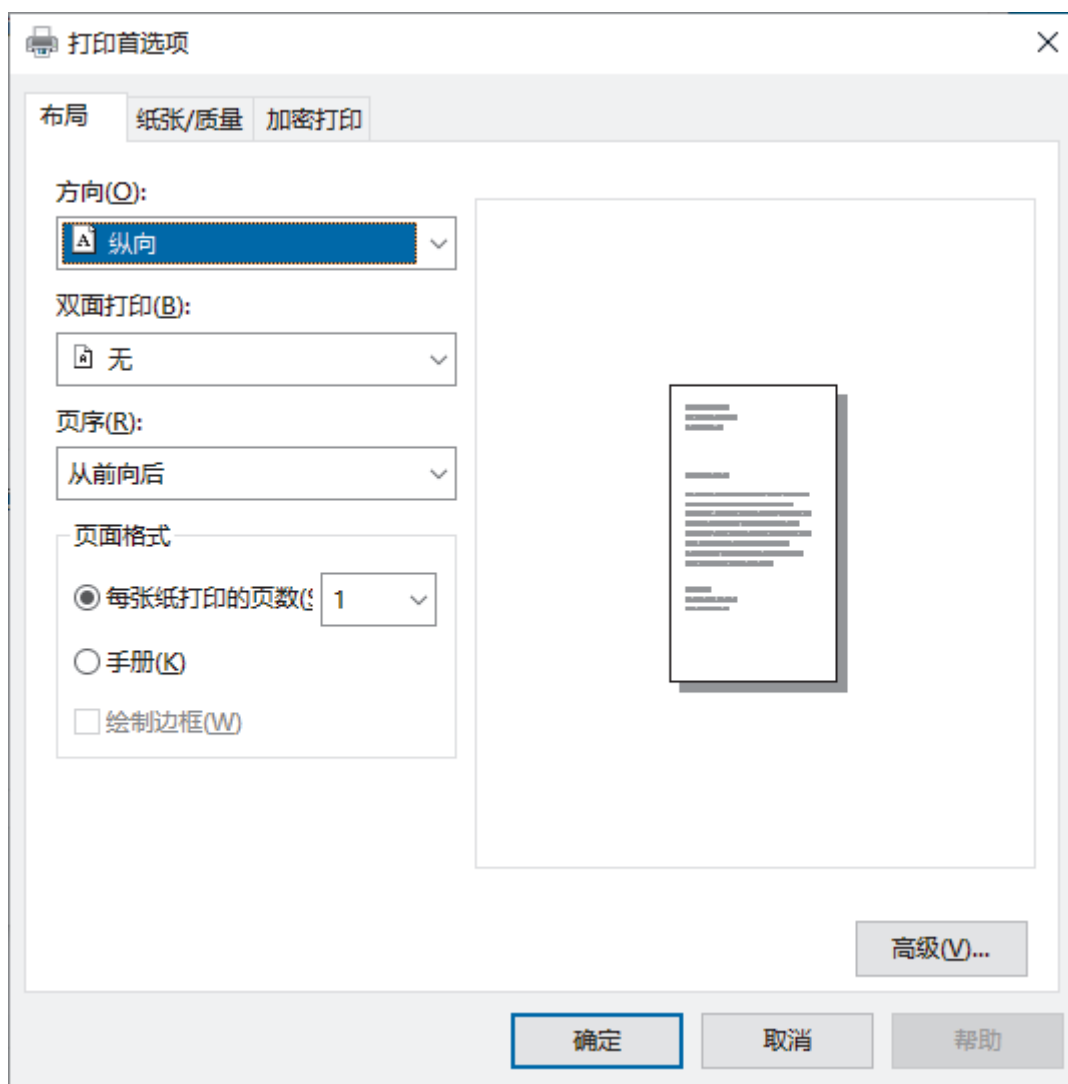 打印首选项
布局 纸张/质量 加密打印
方向(O):
纵向
双面打印(B):
无
页序(R):
从前向后
页面格式
每张纸打印的页数( 1
手册(K)
绘制边框(W)
高级(V)...
确定 取消 帮助